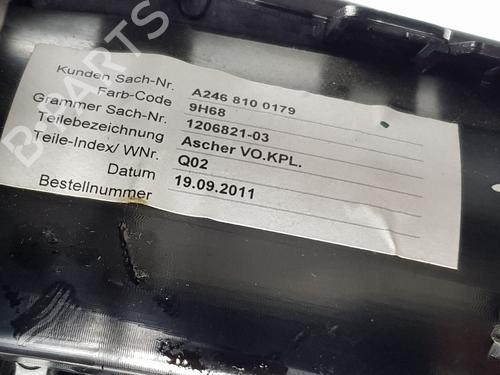 Kunden Sach-Nr. A246 810 0179
Farb-Code 9H68
Grammer Sach-Nr. 1206821-03
Teilebezeichnung Ascher VO.KPL.
Teile-Index/ WNr. Q02
Datum 19.09.2011
Bestellnummer
B-PARTS